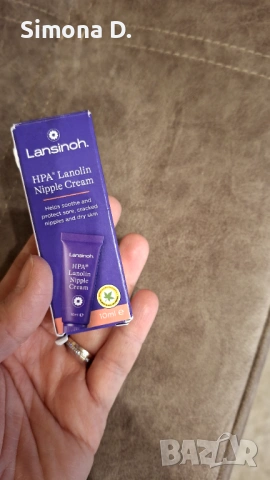 Simona D.
Lansinoh.
HPA® Lanolin
Nipple Cream
Helps soothe and
protect sore, cracked
nipples and dry skin
Lansinoh.
HPA®
Lanolin
Nipple
Cream
10ml e
BAZAR